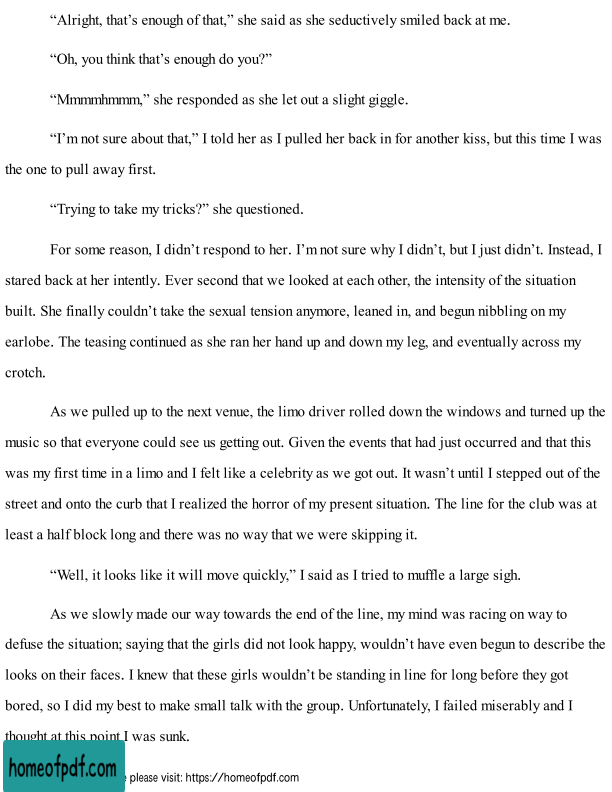 “Alright, that’s enough of that,” she said as she seductively smiled back at me.
“Oh, you think that’s enough do you?”
“Mmmmhmmm,” she responded as she let out a slight giggle.
“I’m not sure about that,” I told her as I pulled her back in for another kiss, but this time I was
the one to pull away first.
“Trying to take my tricks?” she questioned.
For some reason, I didn’t respond to her. I’m not sure why I didn’t, but I just didn’t. Instead, I
stared back at her intently. Ever second that we looked at each other, the intensity of the situation
built. She finally couldn’t take the sexual tension anymore, leaned in, and begun nibbling on my
earlobe. The teasing continued as she ran her hand up and down my leg, and eventually across my
crotch.
As we pulled up to the next venue, the limo driver rolled down the windows and turned up the
music so that everyone could see us getting out. Given the events that had just occurred and that this
was my first time in a limo and I felt like a celebrity as we got out. It wasn’t until I stepped out of the
street and onto the curb that I realized the horror of my present situation. The line for the club was at
least a half block long and there was no way that we were skipping it.
“Well, it looks like it will move quickly,” I said as I tried to muffle a large sigh.
As we slowly made our way towards the end of the line, my mind was racing on way to
defuse the situation; saying that the girls did not look happy, wouldn’t have even begun to describe the
looks on their faces. I knew that these girls wouldn’t be standing in line for long before they got
bored, so I did my best to make small talk with the group. Unfortunately, I failed miserably and I
thought at this point I was sunk.
homeofpdf.com
please visit: https://homeofpdf.com